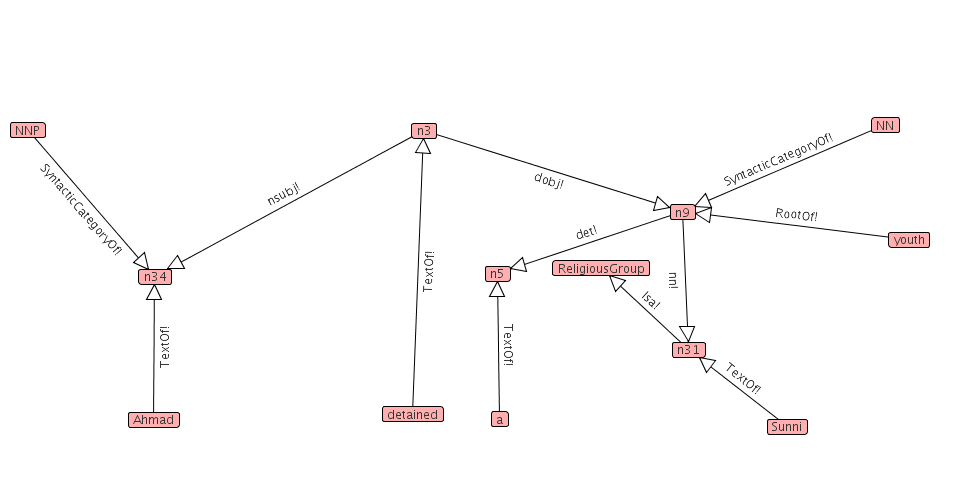 NNP
n3
NN
SyntacticCategoryOf!
nsubj!
dobj!
SyntacticCategoryOf!
n9
RootOf!
youth
det!
n34
TextOf!
n5
ReligiousGroup
nn!
Isa!
TextOf!
TextOf!
n31
TextOf!
Ahmad
detained
a
Sunni